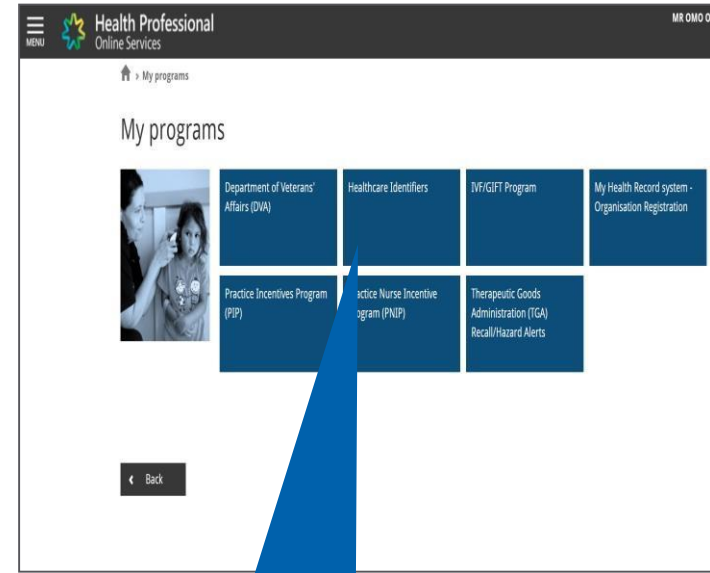 MENU
Health Professional
Online Services
MR OMO O
> My programs
My programs
Department of Veterans'
Affairs (DVA)
Healthcare Identifiers
IVF/GIFT Program
My Health Record system -
Organisation Registration
Practice Incentives Program
(PIP)
actice Nurse Incentive
ogram (PNIP)
Therapeutic Goods
Administration (TGA)
Recall/Hazard Alerts
Back